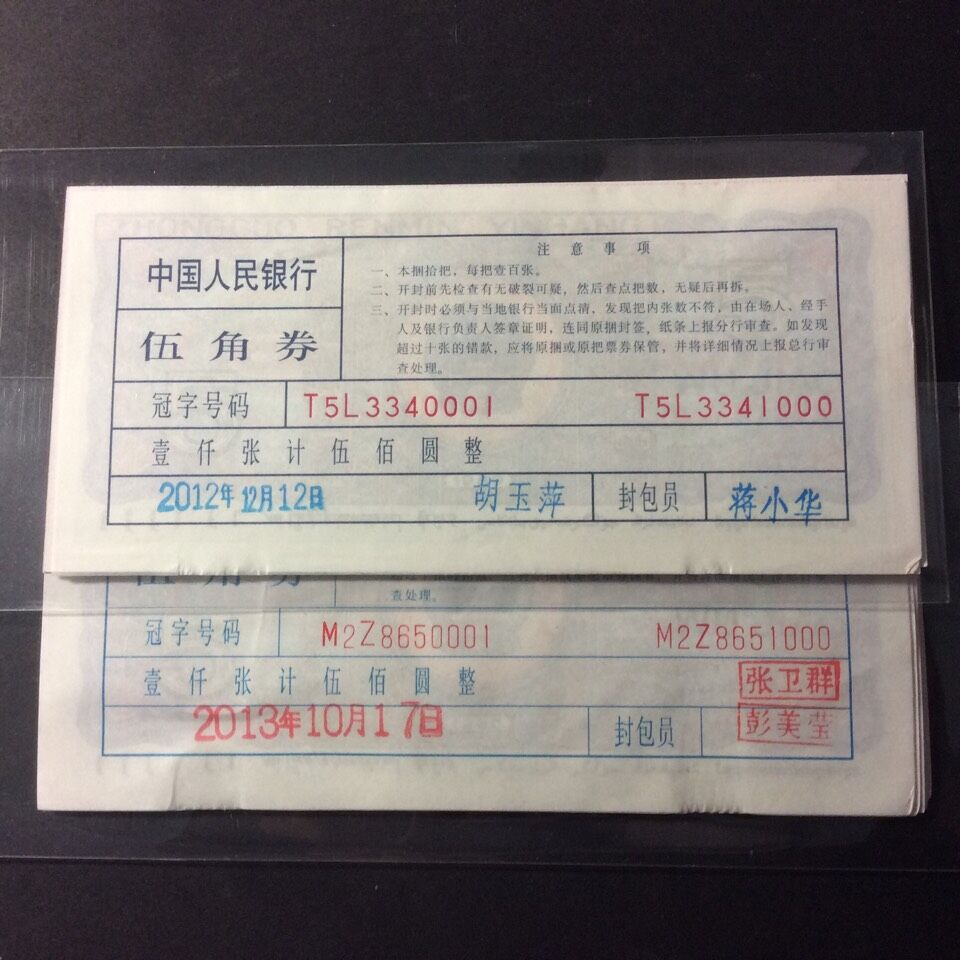 中国人民银行
伍角券
注意事项
一、本捆拾把，每把壹百张。
二、开封前先检查有无破裂可疑，然后查点把数，无疑后再拆。
三、开封时必须与当地银行当面点清，发现把内张数不符，由在场人、经手
人及银行负责人签章证明，连同原捆封签，纸条上报分行审查。如发现
超过十张的错款，应将原捆或原把票券保管，并将详细情况上报总行审
查处理。
冠字号码 T5L3340001 T5L3341000
壹仟张计伍佰圆整
2012年12月12日 胡玉萍 封包员 蒋小华
伍角券
查处理。
冠字号码 M2Z8650001 M2Z8651000
壹仟张计伍佰圆整 张卫群
2013年10月17日 封包员 彭美莹